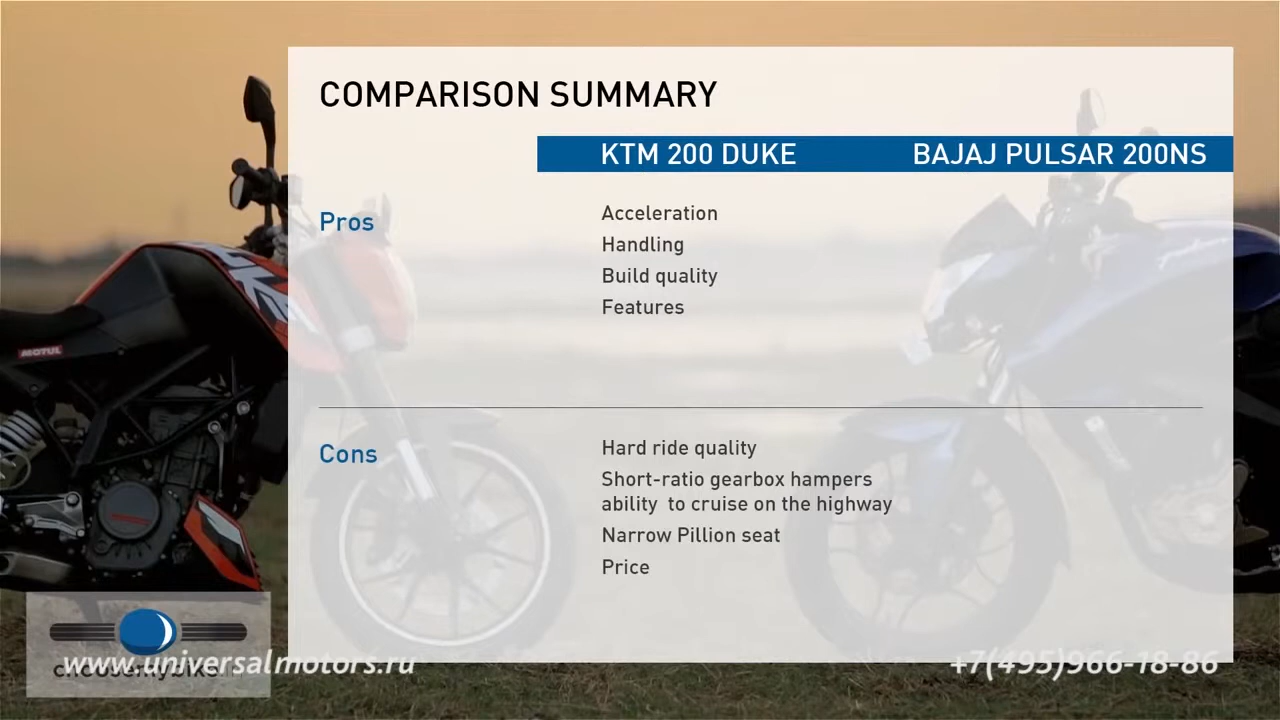 COMPARISON SUMMARY
KTM 200 DUKE BAJAJ PULSAR 200NS
Pros
Acceleration
Handling
Build quality
Features
Cons
Hard ride quality
Short-ratio gearbox hampers
ability to cruise on the highway
Narrow Pillion seat
Price
MOTUL
www.universalmotors.ru
+7(495)966-18-86